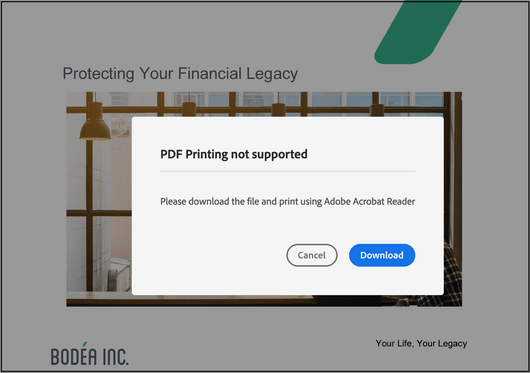 Protecting Your Financial Legacy
PDF Printing not supported
Please download the file and print using Adobe Acrobat Reader
Cancel
Download
Your Life, Your Legacy
BODÉA INC.